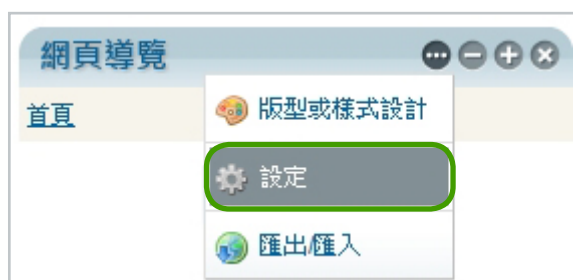 網頁導覽
首頁
版型或樣式設計
設定
匯出/匯入